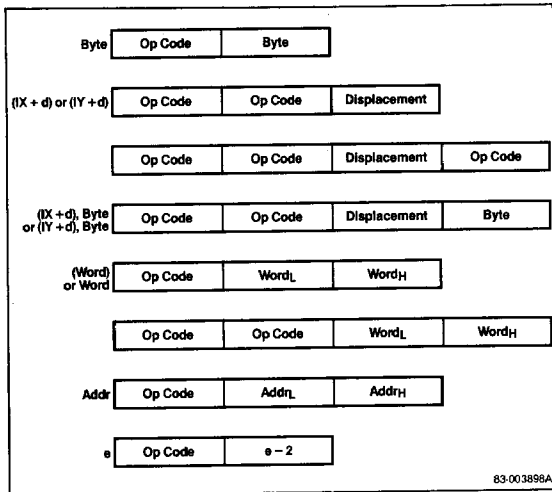 Byte Op Code Byte
(IX + d) or (IY + d) Op Code Op Code Displacement
Op Code Op Code Displacement Op Code
(IX +d), Byte
or (IY +d), Byte Op Code Op Code Displacement Byte
(Word)
or Word Op Code WordL WordH
Op Code Op Code WordL WordH
Addr Op Code AddrL AddrH
e Op Code e – 2
83-003898A